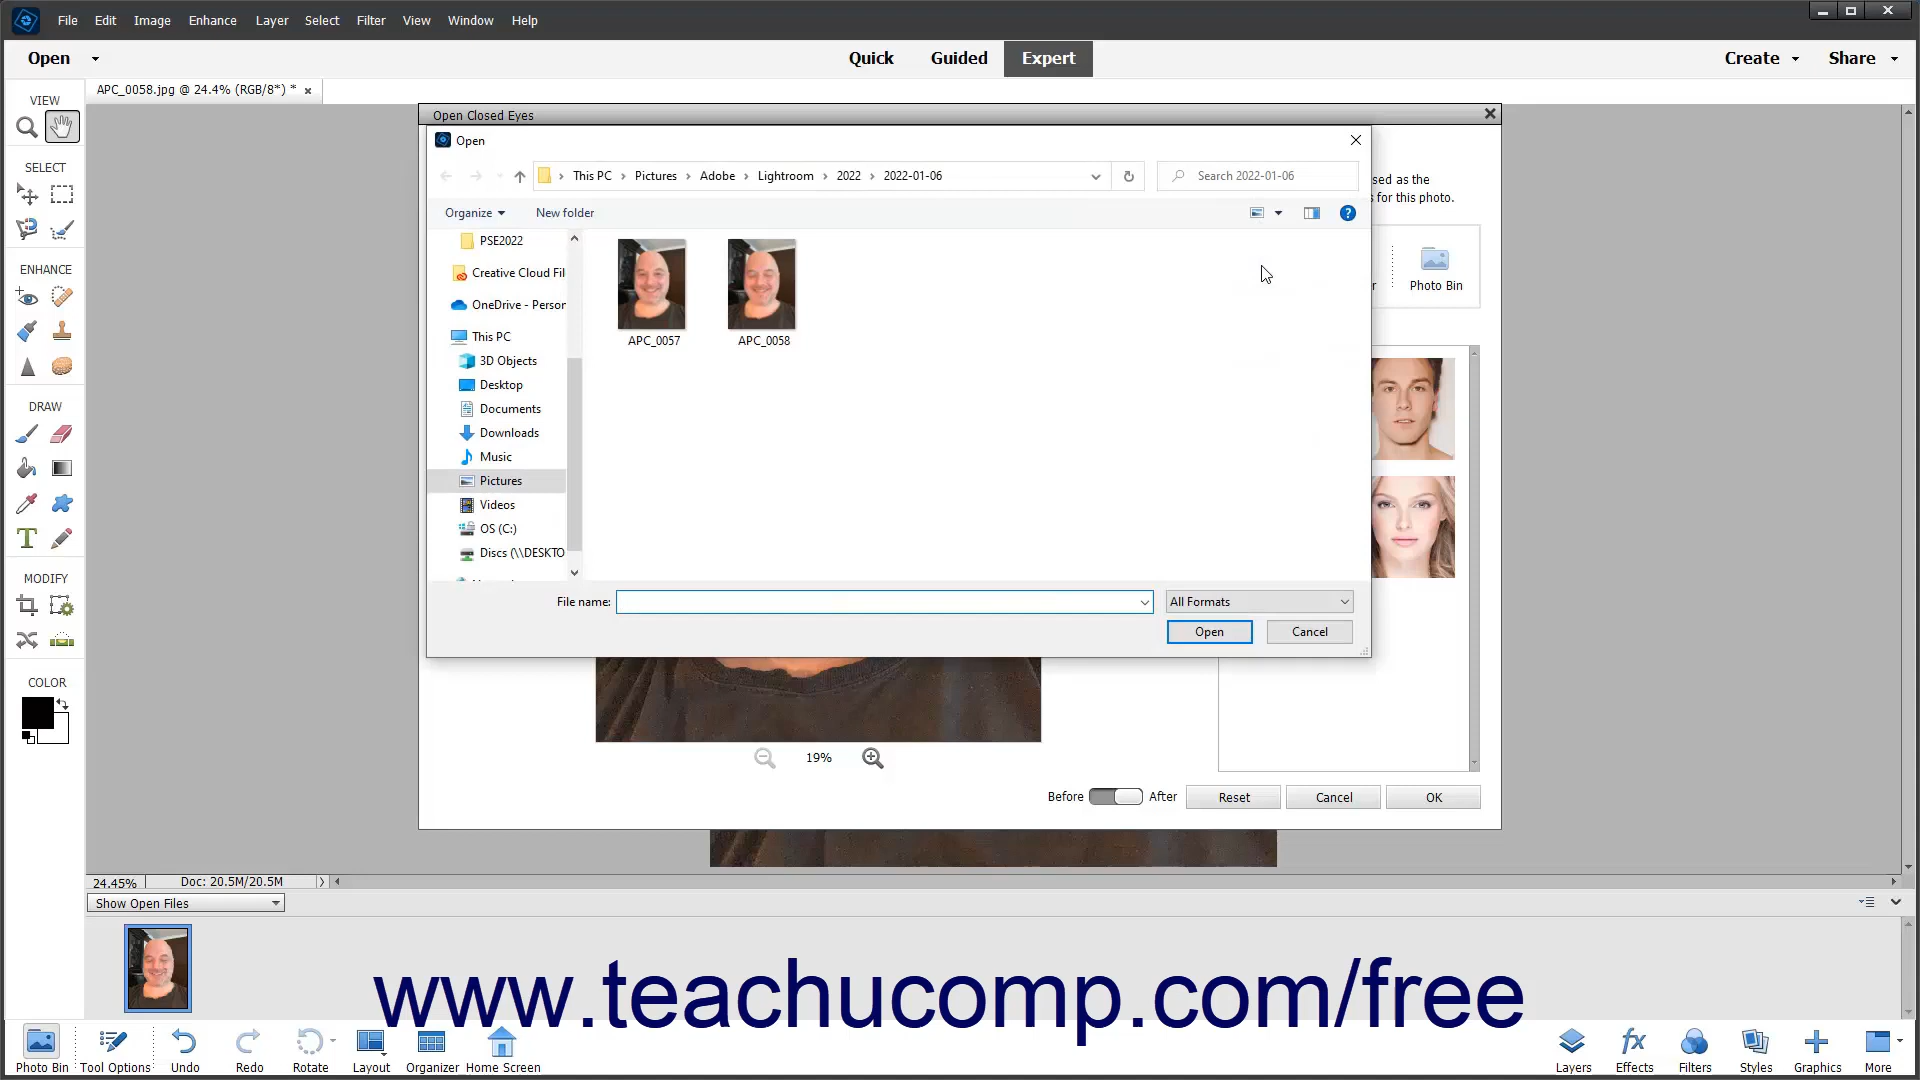 File Edit Image Enhance Layer Select Filter View Window Help
Open Quick Guided Expert Create Share
APC_0058.jpg @ 24.4% (RGB/8*) * ×
VIEW
SELECT
ENHANCE
DRAW
MODIFY
COLOR
Open Closed Eyes
Open
This PC > Pictures > Adobe > Lightroom > 2022 > 2022-01-06
Search 2022-01-06
Organize New folder
PSE2022
Creative Cloud Fil
OneDrive - Person
This PC
3D Objects
Desktop
Documents
Downloads
Music
Pictures
Videos
OS (C:)
Discs (\\DESKTO
APC_0057 APC_0058
File name:
All Formats
Open Cancel
sed as the
s for this photo.
r Photo Bin
19%
Before After Reset Cancel OK
24.45% Doc: 20.5M/20.5M
Show Open Files
www.teachucomp.com/free
Photo Bin Tool Options Undo Redo Rotate Layout Organizer Home Screen
fx
Layers Effects Filters Styles Graphics More